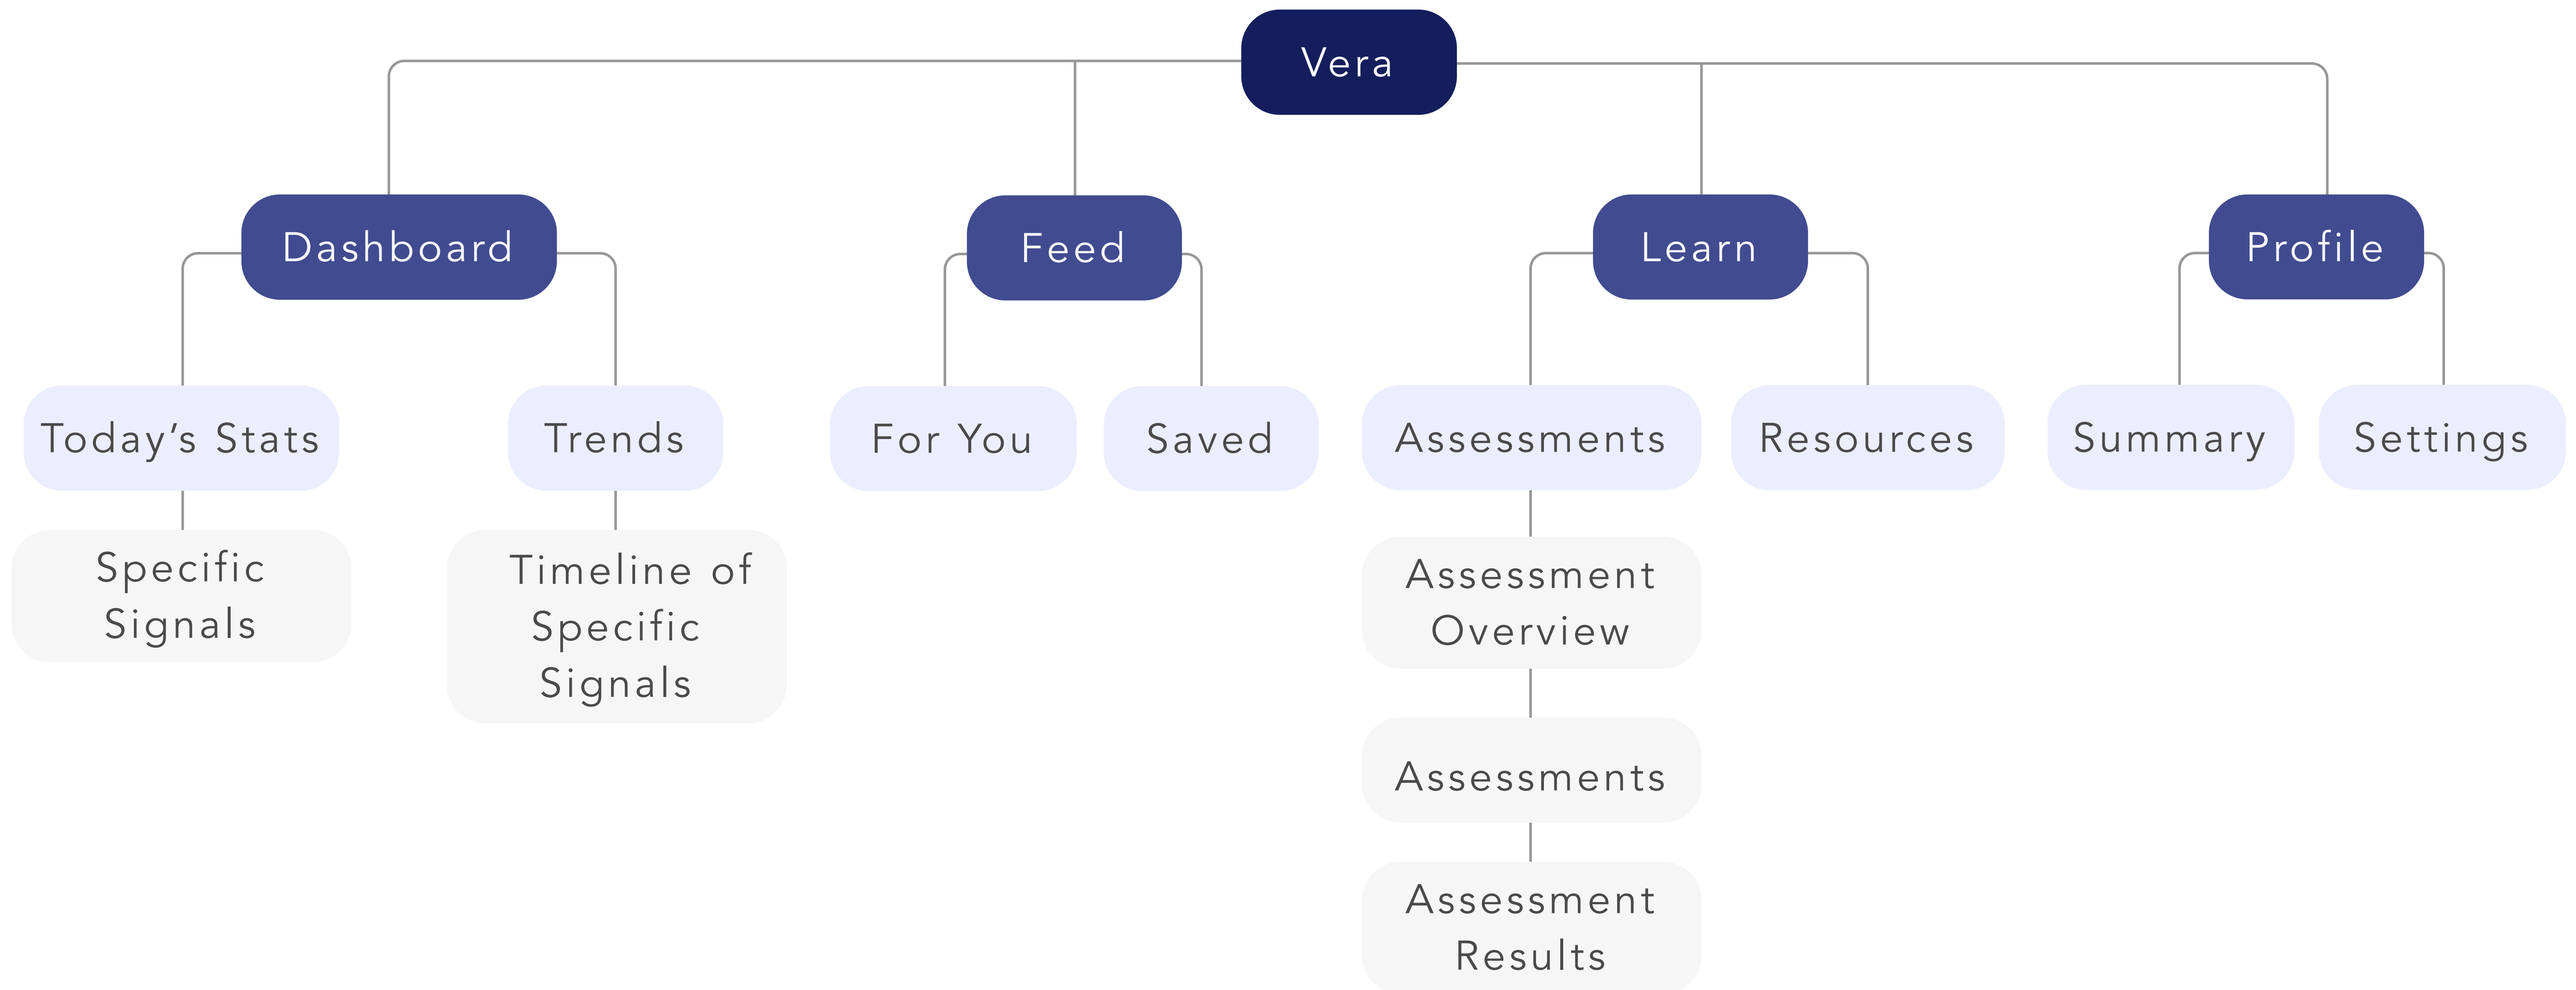 Vera
Dashboard
Feed
Learn
Profile
Today’s Stats
Trends
For You
Saved
Assessments
Resources
Summary
Settings
Specific
Signals
Timeline of
Specific
Signals
Assessment
Overview
Assessments
Assessment
Results